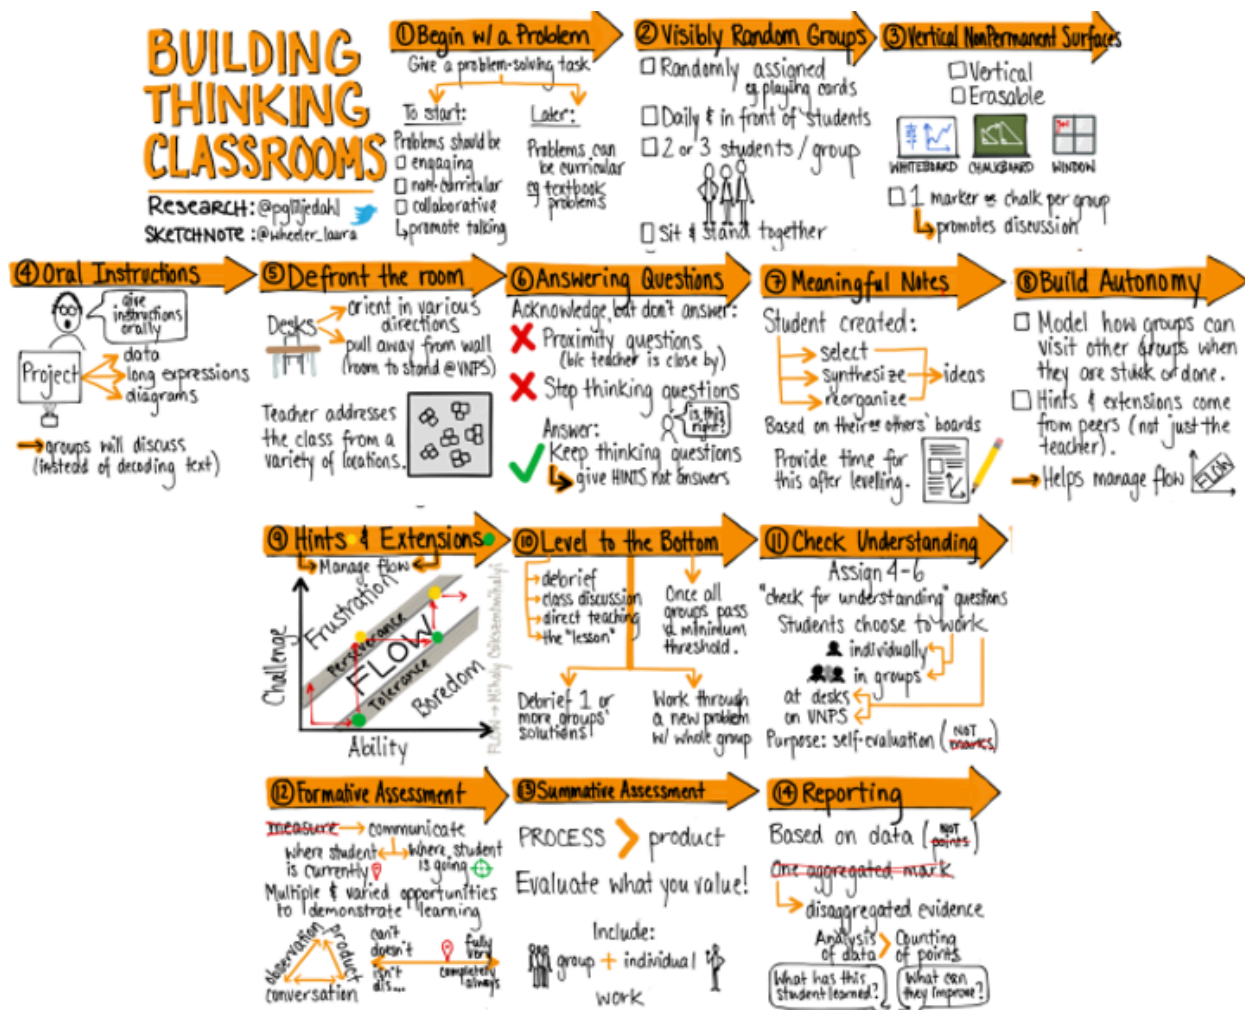 BUILDING
THINKING
CLASSROOMS
RESEARCH: @pgliljedahl
SKETCHNOTE: @wheeler_laura
① Begin w/ a Problem
Give a problem-solving task
To start:
Problems should be
engaging
non-curricular
collaborative
promote talking
Later:
Problems can
be curricular
eg textbook
problems
② Visibly Random Groups
Randomly assigned
eg playing cards
Daily & in front of students
2 or 3 students / group
Sit & stand together
③ Vertical NonPermanent Surfaces
Vertical
Erasable
WHITEBOARD CHALKBOARD WINDOW
1 marker or chalk per group
promotes discussion
④ Oral Instructions
give
instructions
orally
Project
data
long expressions
diagrams
groups will discuss
(instead of decoding text)
⑤ Defront the room
Desks
orient in various
directions
pull away from wall
(room to stand @VNPS)
Teacher addresses
the class from a
variety of locations.
⑥ Answering Questions
Acknowledge, but don't answer:
Proximity questions
(b/c teacher is close by)
Stop thinking questions
is this
right?
Answer:
Keep thinking questions
give HINTS not answers
⑦ Meaningful Notes
Student created:
select
synthesize
reorganize
ideas
Based on their or others' boards
Provide time for
this after levelling.
⑧ Build Autonomy
Model how groups can
visit other groups when
they are stuck or done.
Hints & extensions come
from peers (not just the
teacher).
Helps manage flow
FLOW
⑨ Hints & Extensions
Manage flow
Challenge
Frustration
Perseverance
FLOW
Tolerance
Boredom
Ability
FLOW → Mihaly Csikszentmihalyi
⑩ Level to the Bottom
debrief
class discussion
direct teaching
the "lesson"
Once all
groups pass
a minimum
threshold.
Debrief 1 or
more groups'
solutions
Work through
a new problem
w/ whole group
⑪ Check Understanding
Assign 4-6
"check for understanding" questions
Students choose to work
individually
in groups
at desks
on VNPS
Purpose: self-evaluation (NOT marks)
⑫ Formative Assessment
measure → communicate
where student
is currently
where student
is going
Multiple & varied opportunities
to demonstrate learning
observation
product
conversation
can't
doesn't
isn't
dis...
fully
very
completely
always
⑬ Summative Assessment
PROCESS > product
Evaluate what you value!
Include:
group + individual
work
⑭ Reporting
Based on data (NOT points)
One aggregated mark
disaggregated evidence
Analysis
of data
>
Counting
of points
What has this
student learned?
What can
they improve?